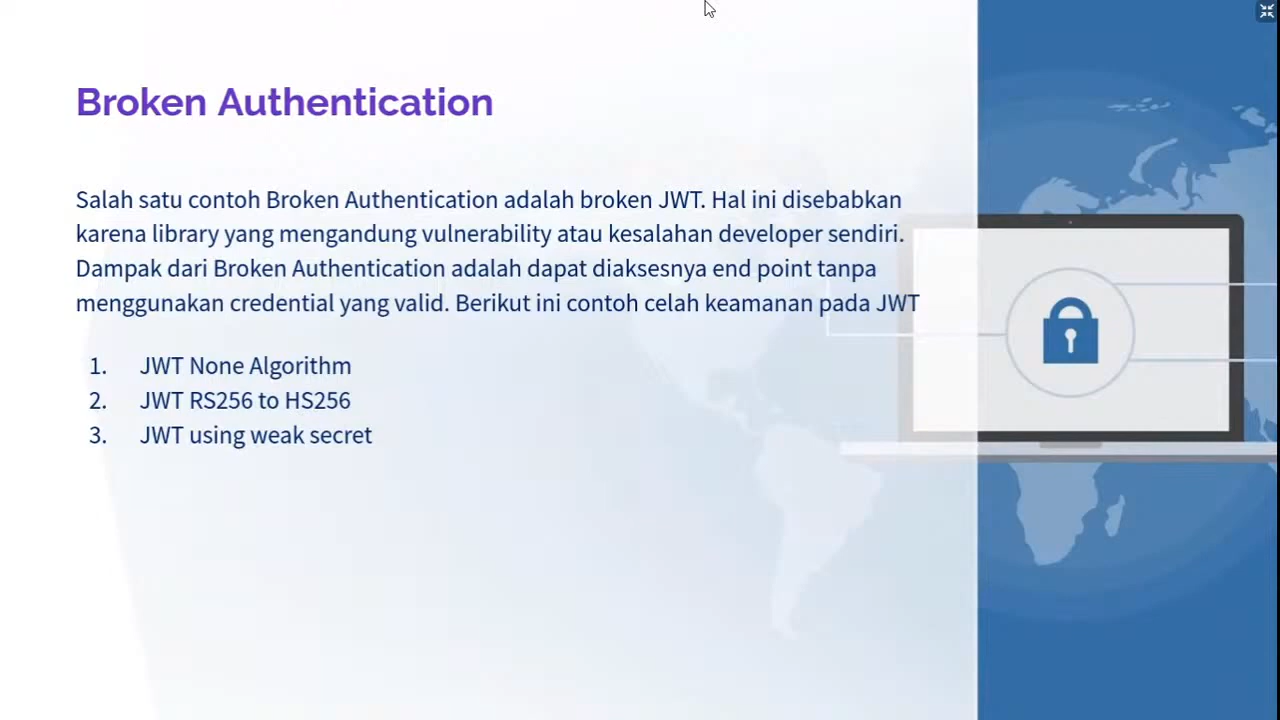 Broken Authentication
Salah satu contoh Broken Authentication adalah broken JWT. Hal ini disebabkan
karena library yang mengandung vulnerability atau kesalahan developer sendiri.
Dampak dari Broken Authentication adalah dapat diaksesnya end point tanpa
menggunakan credential yang valid. Berikut ini contoh celah keamanan pada JWT
1. JWT None Algorithm
2. JWT RS256 to HS256
3. JWT using weak secret